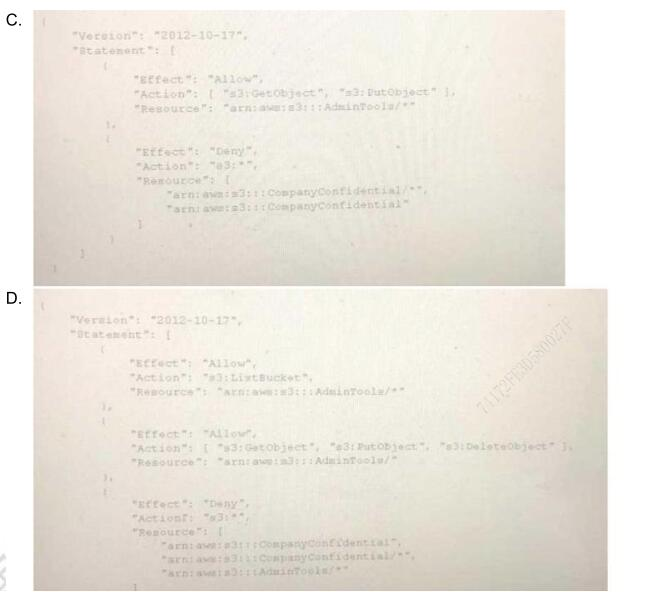 C.
{
"Version": "2012-10-17",
"Statement": [
{
"Effect": "Allow",
"Action": [ "s3:GetObject", "s3:PutObject" ],
"Resource": "arn:aws:s3:::AdminTools/*"
},
{
"Effect": "Deny",
"Action": "s3:*",
"Resource": [
"arn:aws:s3:::CompanyConfidential/*",
"arn:aws:s3:::CompanyConfidential"
]
}
]
}
D.
{
"Version": "2012-10-17",
"Statement": [
{
"Effect": "Allow",
"Action": "s3:ListBucket",
"Resource": "arn:aws:s3:::AdminTools/*"
},
{
"Effect": "Allow",
"Action": [ "s3:GetObject", "s3:PutObject", "s3:DeleteObject" ],
"Resource": "arn:aws:s3:::AdminTools/"
},
{
"Effect": "Deny",
"Action": "s3:*",
"Resource": [
"arn:aws:s3:::CompanyConfidential",
"arn:aws:s3:::CompanyConfidential/*",
"arn:aws:s3:::AdminTools/*"
]